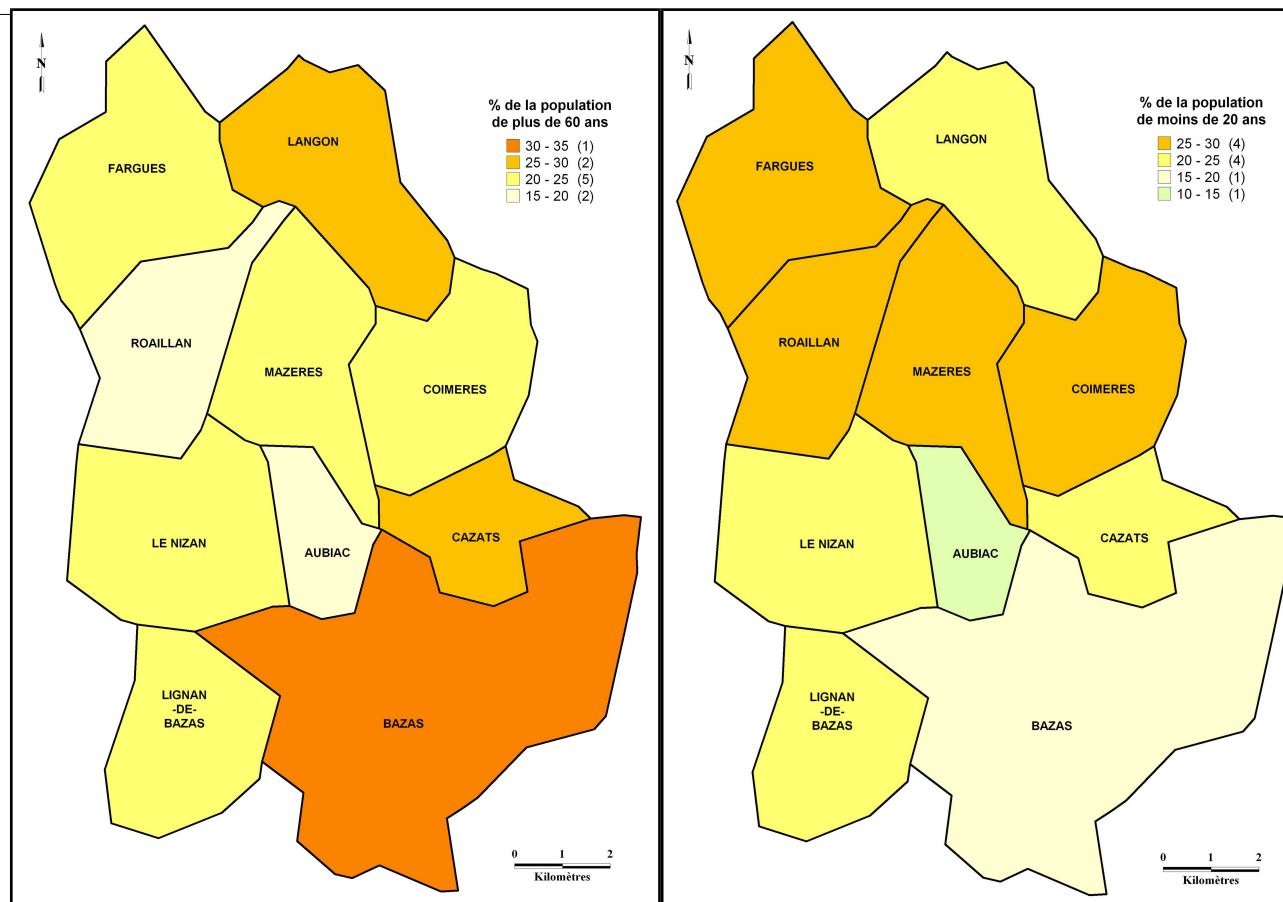 N
% de la population
de plus de 60 ans
30 - 35 (1)
25 - 30 (2)
20 - 25 (5)
15 - 20 (2)
LANGON
FARGUES
ROAILLAN
MAZERES
COIMERES
LE NIZAN
AUBIAC
CAZATS
LIGNAN
-DE-
BAZAS
BAZAS
0 1 2
Kilomètres
N
% de la population
de moins de 20 ans
25 - 30 (4)
20 - 25 (4)
15 - 20 (1)
10 - 15 (1)
LANGON
FARGUES
ROAILLAN
MAZERES
COIMERES
LE NIZAN
AUBIAC
CAZATS
LIGNAN
-DE-
BAZAS
BAZAS
0 1 2
Kilomètres